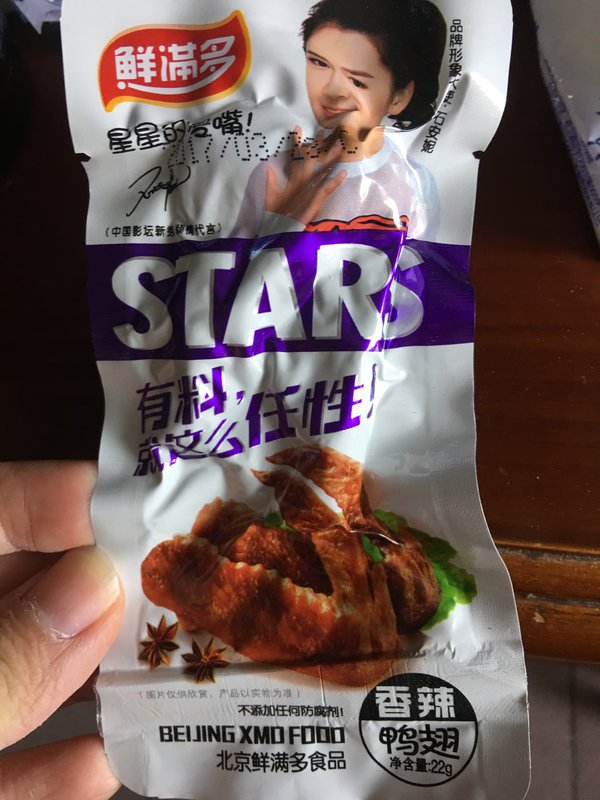 鲜满多
品牌形象大使:石安妮
星星的零嘴!
(中国影坛新美领衔代言)
STARS
有料,
就这么任性!
(图片仅供欣赏,产品以实物为准)
不添加任何防腐剂!
BEIJING XMD FOOD
北京鲜满多食品
香辣
鸭翅
净含量:22g